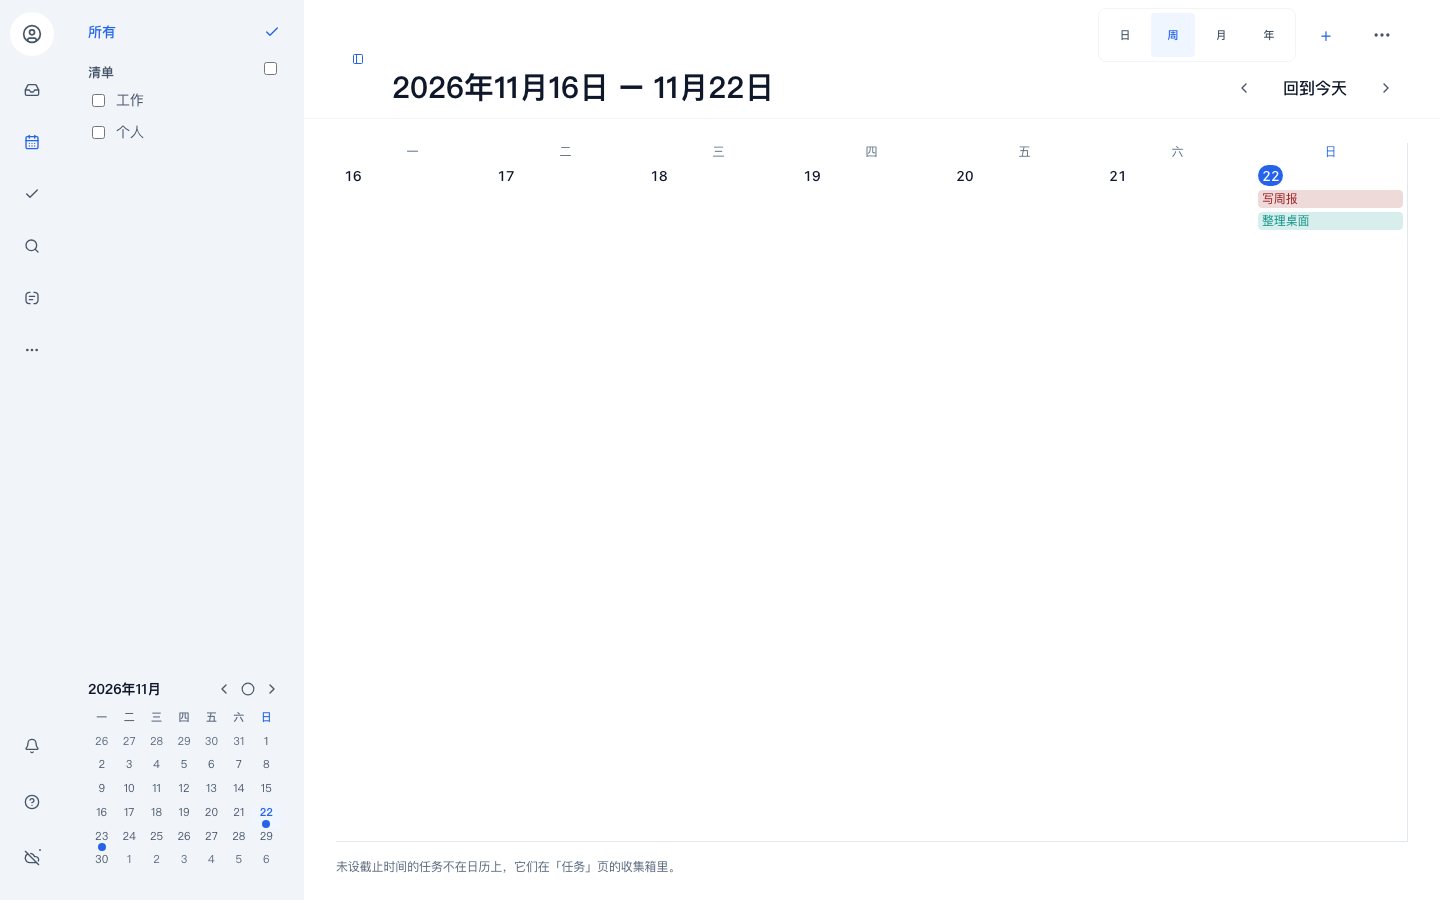 所有
清单
工作
个人
2026年11月
一 二 三 四 五 六 日
26 27 28 29 30 31 1
2 3 4 5 6 7 8
9 10 11 12 13 14 15
16 17 18 19 20 21 22
23 24 25 26 27 28 29
30 1 2 3 4 5 6
日 周 月 年
2026年11月16日 — 11月22日
回到今天
一 二 三 四 五 六 日
16 17 18 19 20 21 22
写周报
整理桌面
未设截止时间的任务不在日历上，它们在「任务」页的收集箱里。